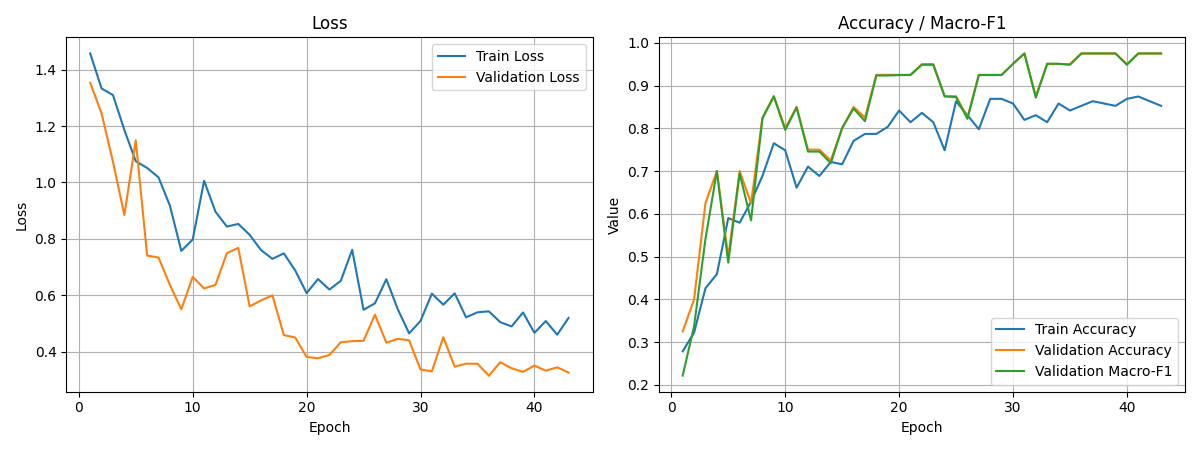 Loss
1.4
1.2
1.0
0.8
0.6
0.4
Loss
0
10
20
30
40
Epoch
Train Loss
Validation Loss
Accuracy / Macro-F1
1.0
0.9
0.8
0.7
0.6
0.5
0.4
0.3
0.2
Value
0
10
20
30
40
Epoch
Train Accuracy
Validation Accuracy
Validation Macro-F1